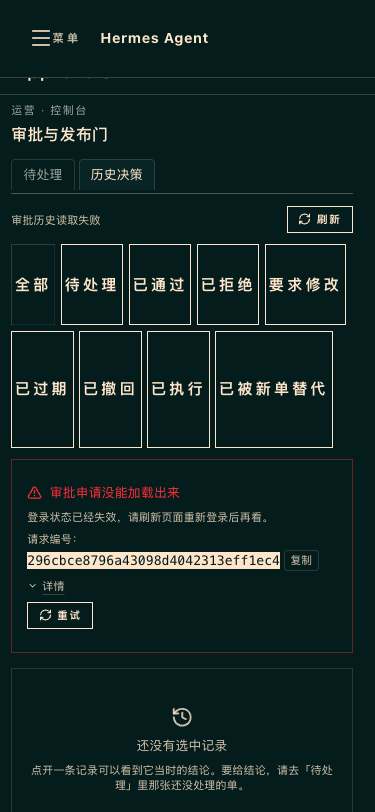 菜单
Hermes Agent
运营 · 控制台
审批与发布门
待处理
历史决策
审批历史读取失败
刷新
全部
待处理
已通过
已拒绝
要求修改
已过期
已撤回
已执行
已被新单替代
审批申请没能加载出来
登录状态已经失效，请刷新页面重新登录后再看。
请求编号：
296cbce8796a43098d4042313eff1ec4
复制
详情
重试
还没有选中记录
点开一条记录可以看到它当时的结论。要给结论，请去「待处
理」里那张还没处理的单。